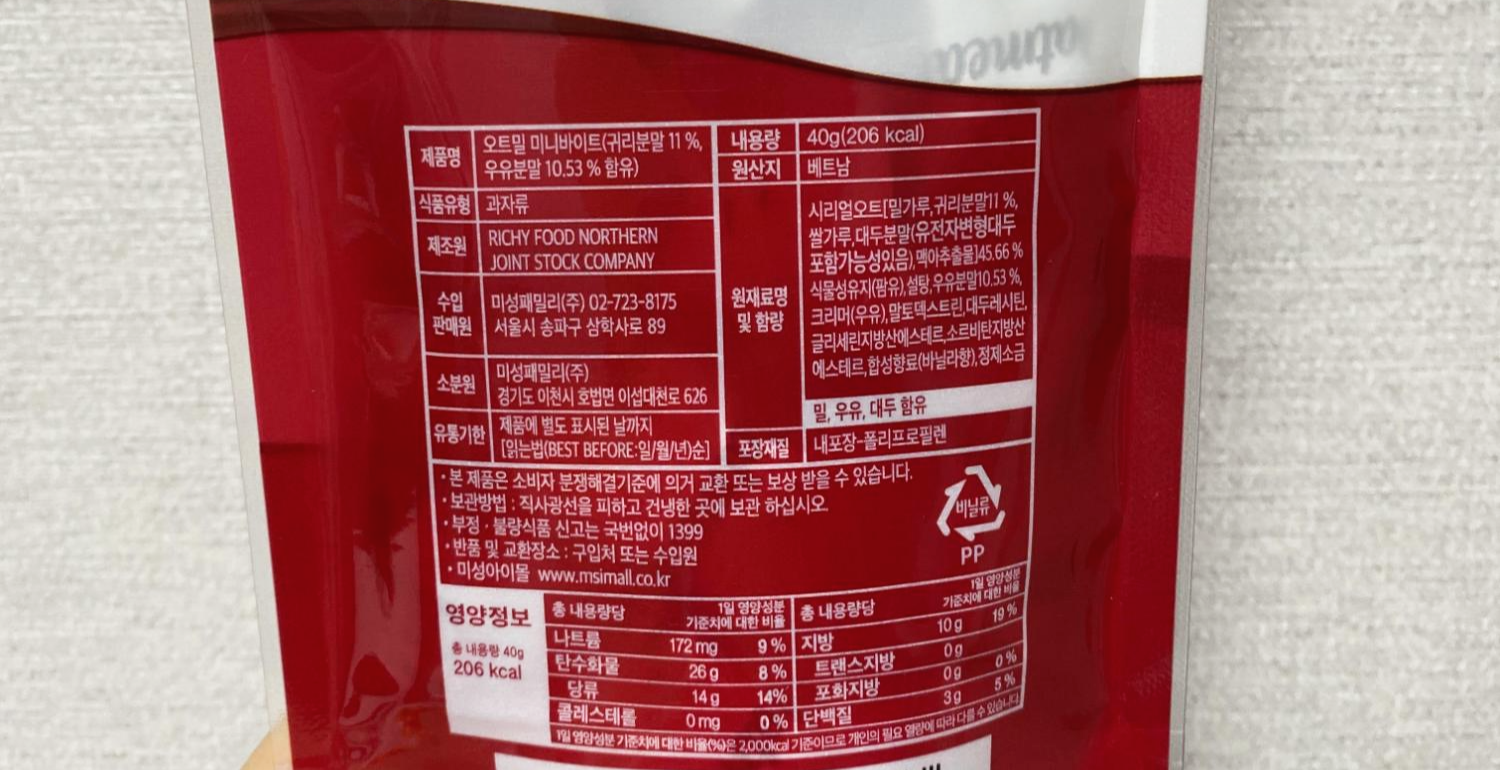 제품명 오트밀 미니바이트(귀리분말 11 %,
우유분말 10.53 % 함유)
식품유형 과자류
제조원 RICHY FOOD NORTHERN
JOINT STOCK COMPANY
수입
판매원
미성패밀리(주) 02-723-8175
서울시 송파구 삼학사로 89
소분원 미성패밀리(주)
경기도 이천시 호법면 이섭대천로 626
유통기한 제품에 별도 표시된 날까지
[읽는법(BEST BEFORE:일/월/년)순]
내용량 40g(206 kcal)
원산지 베트남
원재료명
및 함량
시리얼오트[밀가루,귀리분말11 %,
쌀가루,대두분말(유전자변형대두
포함가능성있음),맥아추출물]45.66 %
식물성유지(팜유),설탕,우유분말10.53 %,
크리머(우유),말토덱스트린,대두레시틴,
글리세린지방산에스테르,소르비탄지방산
에스테르,합성향료(바닐라향),정제소금
밀, 우유, 대두 함유
포장재질 내포장-폴리프로필렌
· 본 제품은 소비자 분쟁해결기준에 의거 교환 또는 보상 받을 수 있습니다.
· 보관방법 : 직사광선을 피하고 건냉한 곳에 보관 하십시오.
· 부정 · 불량식품 신고는 국번없이 1399
· 반품 및 교환장소 : 구입처 또는 수입원
· 미성아이몰 www.msimall.co.kr
비닐류
PP
영양정보
총 내용량 40g
206 kcal
총 내용량당 1일 영양성분
기준치에 대한 비율
나트륨 172 mg 9 %
탄수화물 26 g 8 %
당류 14 g 14%
콜레스테롤 0 mg 0 %
총 내용량당 1일 영양성분
기준치에 대한 비율
지방 10 g 19 %
트랜스지방 0 g
포화지방 0 g 0 %
단백질 3 g 5 %
1일 영양성분 기준치에 대한 비율(%)은 2,000kcal 기준이므로 개인의 필요 열량에 따라 다를 수 있습니다.